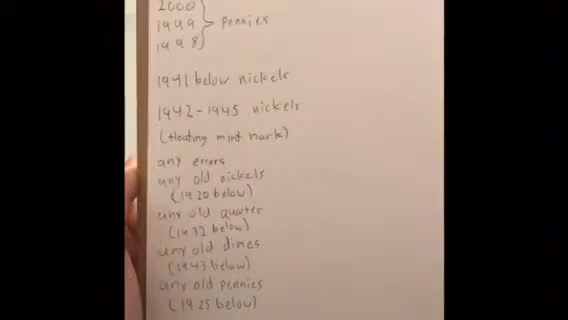 2000
1999 } pennies
1998
1941 below nickels
1942-1945 nickels
(floating mint mark)
any errors
any old nickels
(1920 below)
any old quarter
(1932 below)
any old dimes
(1943 below)
any old pennies
(1925 below)